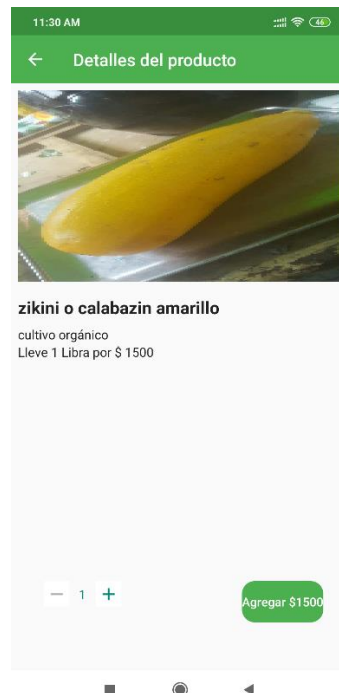 11:30 AM
46
Detalles del producto
zikini o calabazin amarillo
cultivo orgánico
Lleve 1 Libra por $ 1500
1
Agregar $1500